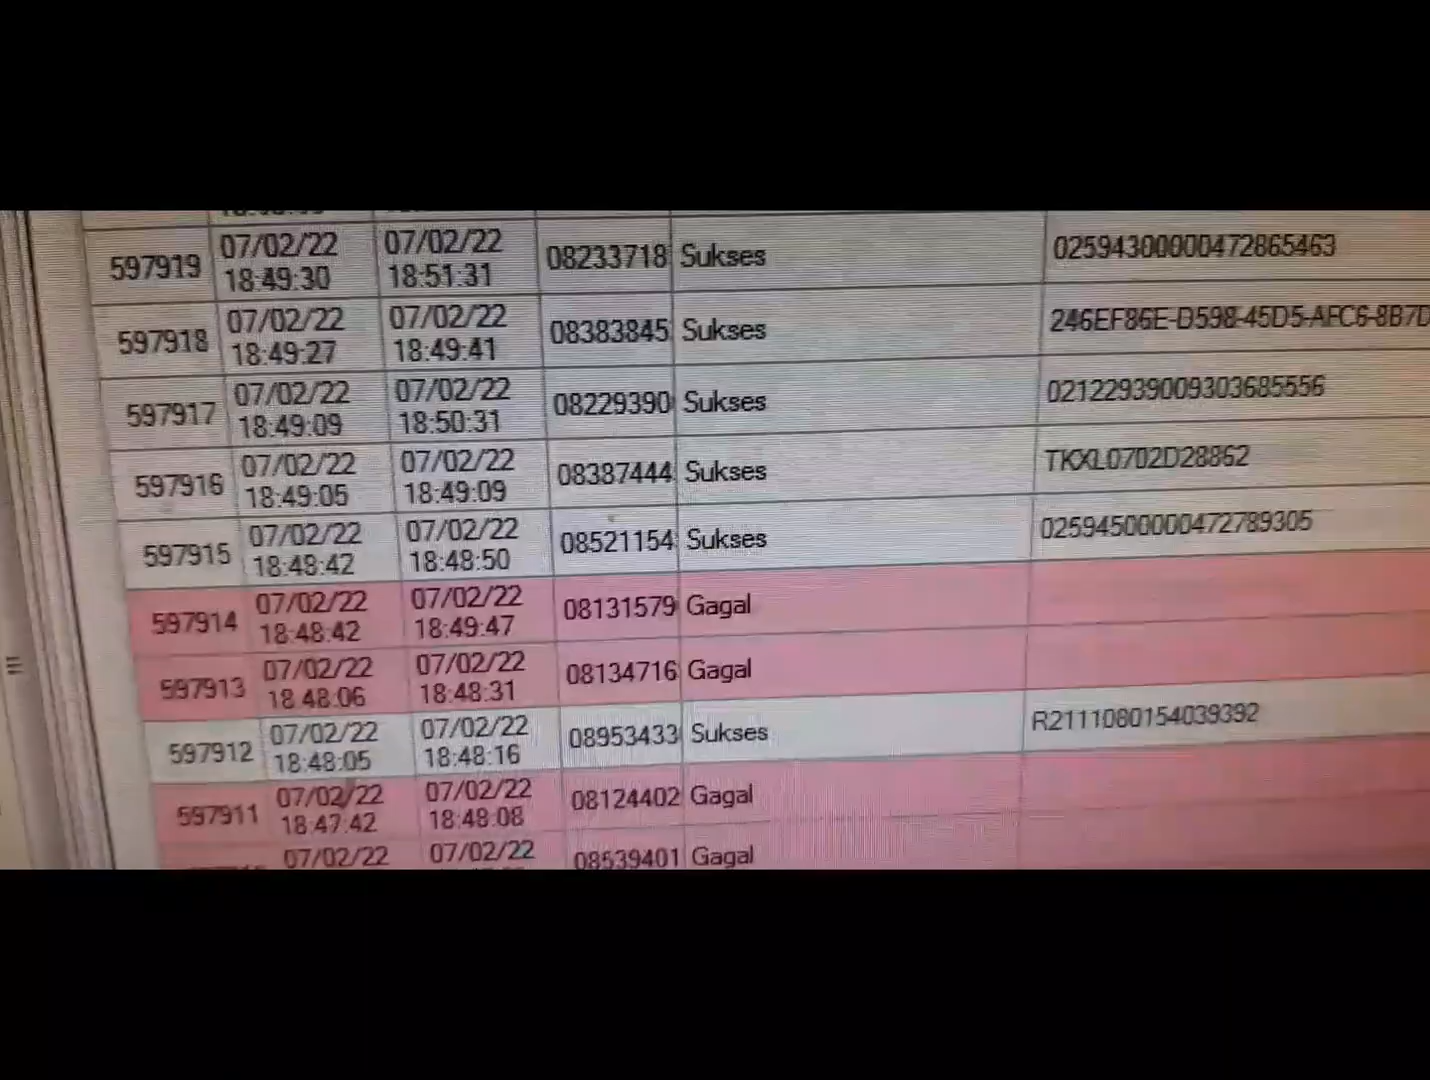 597919 07/02/22 18:49:30 07/02/22 18:51:31 08233718 Sukses 02594300000472865463
597918 07/02/22 18:49:27 07/02/22 18:49:41 08383845 Sukses 246EF86E-D598-45D5-AFC6-8B7D
597917 07/02/22 18:49:09 07/02/22 18:50:31 08229390 Sukses 02122939009303685556
597916 07/02/22 18:49:05 07/02/22 18:49:09 08387444 Sukses TKXL0702D28862
597915 07/02/22 18:48:42 07/02/22 18:48:50 08521154 Sukses 02594500000472789305
597914 07/02/22 18:48:42 07/02/22 18:49:47 08131579 Gagal
597913 07/02/22 18:48:06 07/02/22 18:48:31 08134716 Gagal
597912 07/02/22 18:48:05 07/02/22 18:48:16 08953433 Sukses R2111080154039392
597911 07/02/22 18:47:42 07/02/22 18:48:08 08124402 Gagal
07/02/22 07/02/22 08539401 Gagal